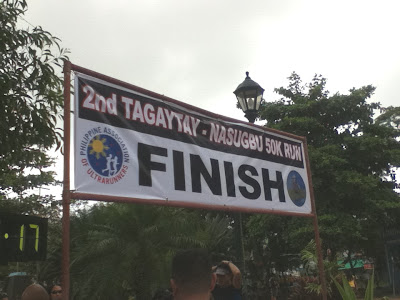 2nd TAGAYTAY - NASUGBU 50K RUN
PHILIPPINE ASSOCIATION
OF ULTRARUNNERS
FINISH
:17